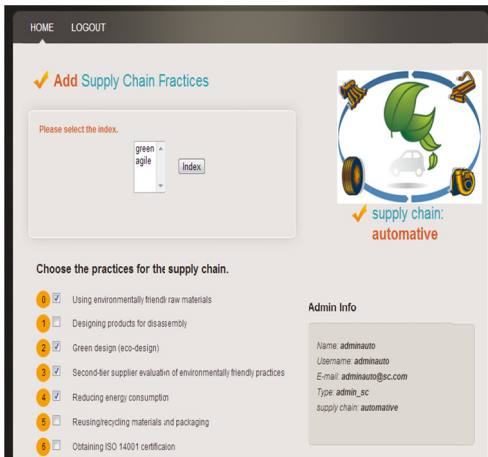 HOME LOGOUT
Add Supply Chain Fractices
Please select the index.
green
agile
Index
supply chain:
automative
Choose the practices for the supply chain.
0 Using environmentally friendly raw materials
1 Designing products for disassembly
2 Green design (eco-design)
3 Second-tier supplier evaluation of environmentally friendly practices
4 Reducing energy consumption
5 Reusing/recycling materials and packaging
6 Obtaining ISO 14001 certificaion
Admin Info
Name: adminauto
Username: adminauto
E-mail: adminauto@sc.com
Type: admin_sc
supply chain: automative